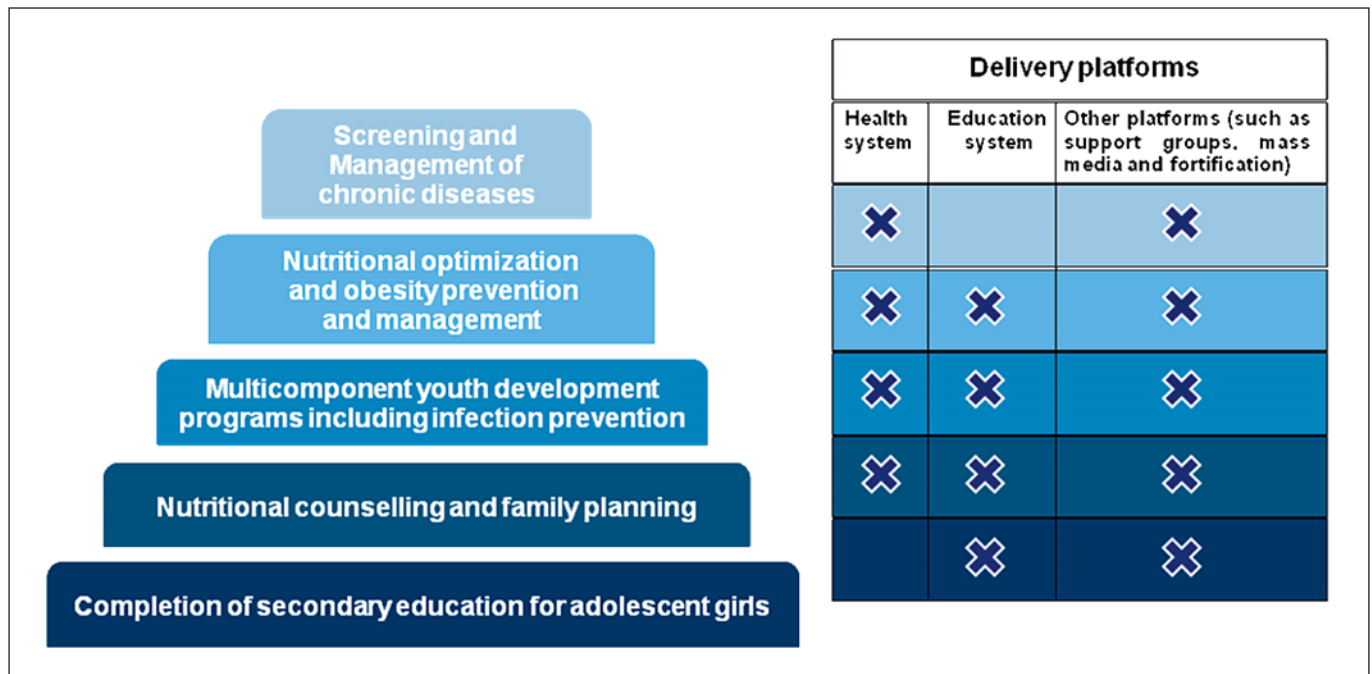 Screening and
Management of
chronic diseases
Nutritional optimization
and obesity prevention
and management
Multicomponent youth development
programs including infection prevention
Nutritional counselling and family planning
Completion of secondary education for adolescent girls
Delivery platforms
Health
system
Education
system
Other platforms (such as
support groups, mass
media and fortification)